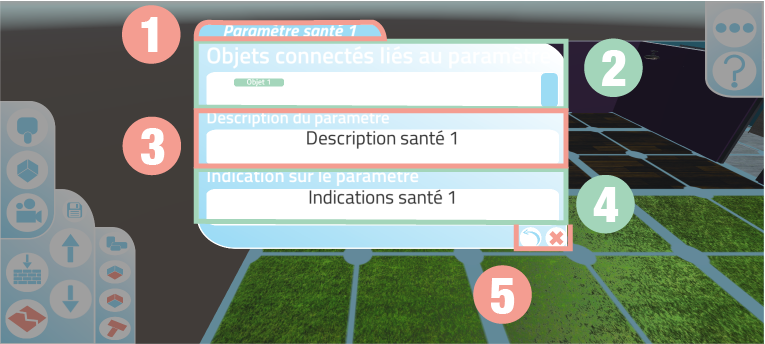 1
Paramètre santé 1
Objets connectés liés au paramètre
2
Objet 1
3
Description du paramètre
Description santé 1
Indication sur le paramètre
Indications santé 1
4
5
?